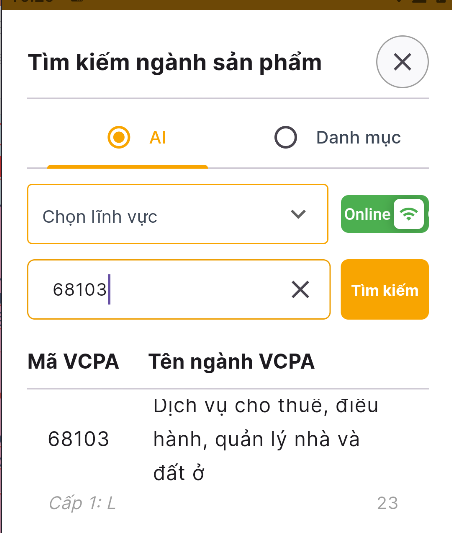 Tìm kiếm ngành sản phẩm
AI
Danh mục
Chọn lĩnh vực
Online
68103
Tìm kiếm
Mã VCPA
Tên ngành VCPA
Dịch vụ cho thuê, điều
68103
hành, quản lý nhà và
đất ở
Cấp 1: L
23